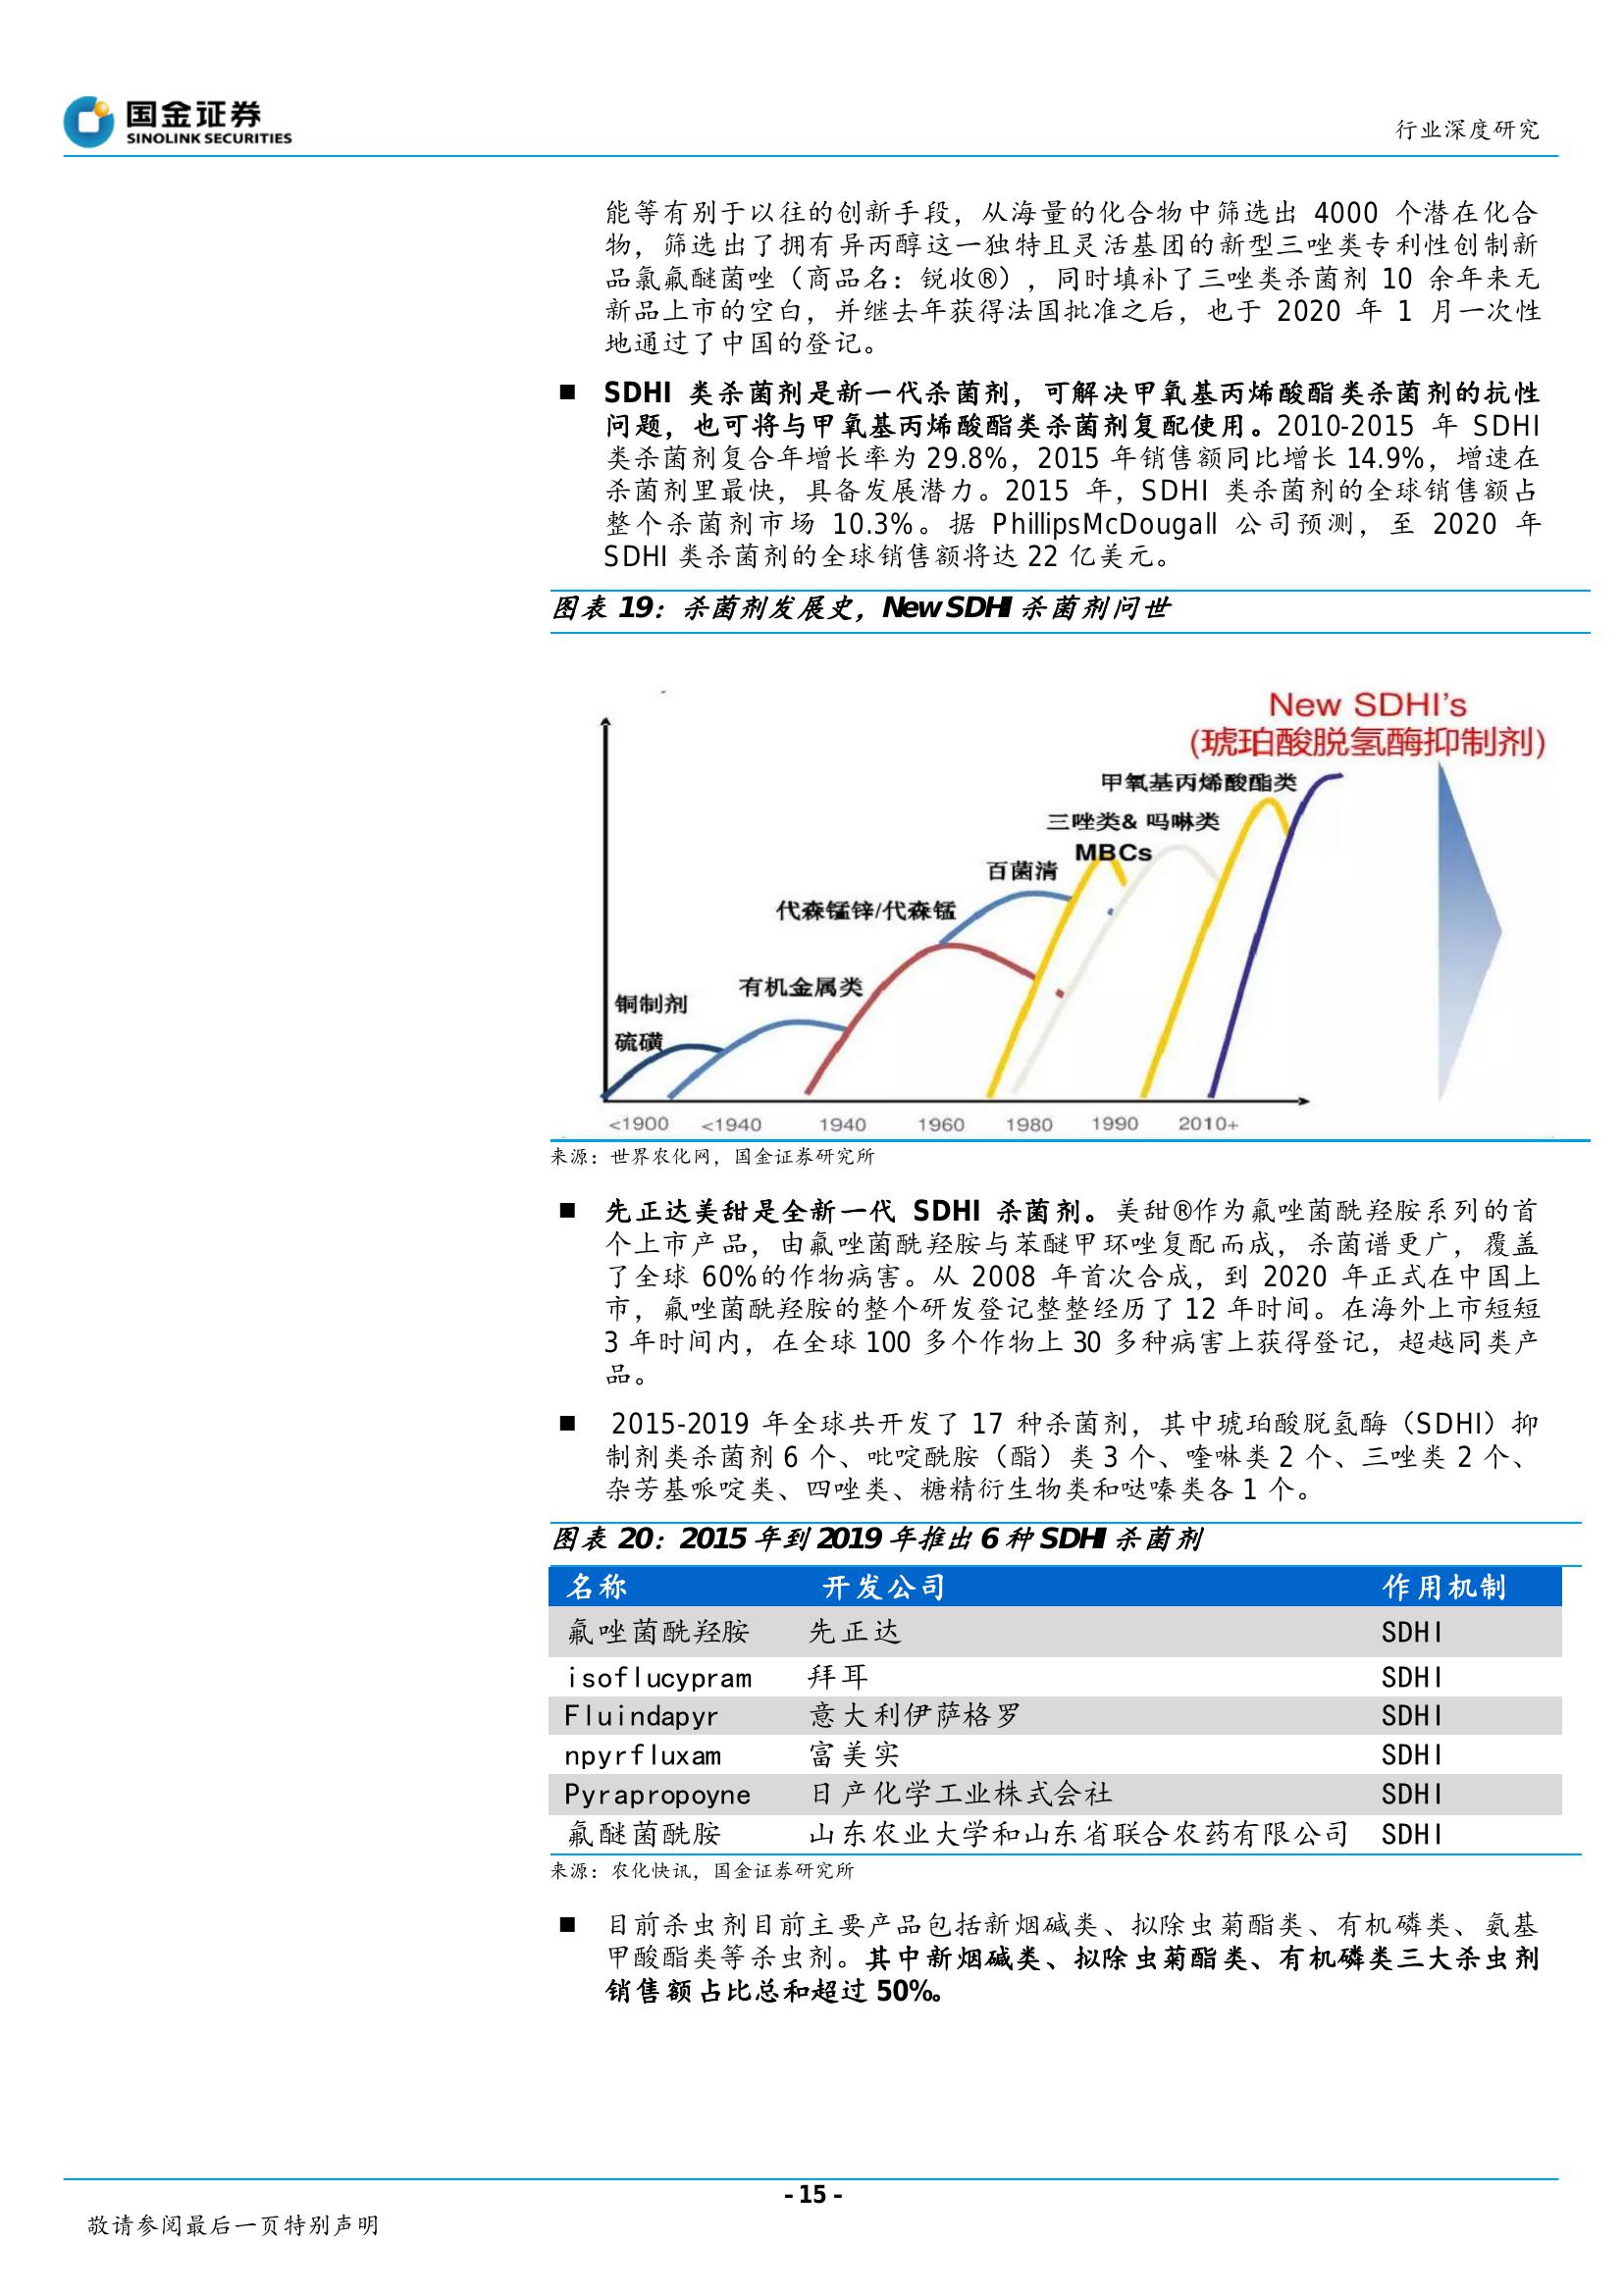 国金证券
SINOLINK SECURITIES
行业深度研究
能等有别于以往的创新手段，从海量的化合物中筛选出 4000 个潜在化合
物，筛选出了拥有异丙醇这一独特且灵活基团的新型三唑类专利性创制新
品氯氟醚菌唑（商品名：锐收®），同时填补了三唑类杀菌剂 10 余年来无
新品上市的空白，并继去年获得法国批准之后，也于 2020 年 1 月一次性
地通过了中国的登记。
■ SDHI 类杀菌剂是新一代杀菌剂，可解决甲氧基丙烯酸酯类杀菌剂的抗性
问题，也可将与甲氧基丙烯酸酯类杀菌剂复配使用。2010-2015 年 SDHI
类杀菌剂复合年增长率为 29.8%，2015 年销售额同比增长 14.9%，增速在
杀菌剂里最快，具备发展潜力。2015 年，SDHI 类杀菌剂的全球销售额占
整个杀菌剂市场 10.3%。据 PhillipsMcDougall 公司预测，至 2020 年
SDHI 类杀菌剂的全球销售额将达 22 亿美元。
图表 19：杀菌剂发展史，New SDHI 杀菌剂问世
New SDHI's
(琥珀酸脱氢酶抑制剂)
甲氧基丙烯酸酯类
三唑类& 吗啉类
MBCs
百菌清
代森锰锌/代森锰
有机金属类
铜制剂
硫磺
<1900 <1940 1940 1960 1980 1990 2010+
来源：世界农化网，国金证券研究所
■ 先正达美甜是全新一代 SDHI 杀菌剂。美甜®作为氟唑菌酰羟胺系列的首
个上市产品，由氟唑菌酰羟胺与苯醚甲环唑复配而成，杀菌谱更广，覆盖
了全球 60%的作物病害。从 2008 年首次合成，到 2020 年正式在中国上
市，氟唑菌酰羟胺的整个研发登记整整经历了 12 年时间。在海外上市短短
3 年时间内，在全球 100 多个作物上 30 多种病害上获得登记，超越同类产
品。
■ 2015-2019 年全球共开发了 17 种杀菌剂，其中琥珀酸脱氢酶（SDHI）抑
制剂类杀菌剂 6 个、吡啶酰胺（酯）类 3 个、喹啉类 2 个、三唑类 2 个、
杂芳基哌啶类、四唑类、糖精衍生物类和哒嗪类各 1 个。
图表 20：2015 年到 2019 年推出 6 种 SDHI 杀菌剂
名称 开发公司 作用机制
氟唑菌酰羟胺 先正达 SDHI
isoflucypram 拜耳 SDHI
Fluindapyr 意大利伊萨格罗 SDHI
npyrfluxam 富美实 SDHI
Pyrapropoyne 日产化学工业株式会社 SDHI
氟醚菌酰胺 山东农业大学和山东省联合农药有限公司 SDHI
来源：农化快讯，国金证券研究所
■ 目前杀虫剂目前主要产品包括新烟碱类、拟除虫菊酯类、有机磷类、氨基
甲酸酯类等杀虫剂。其中新烟碱类、拟除虫菊酯类、有机磷类三大杀虫剂
销售额占比总和超过 50%。
- 15 -
敬请参阅最后一页特别声明